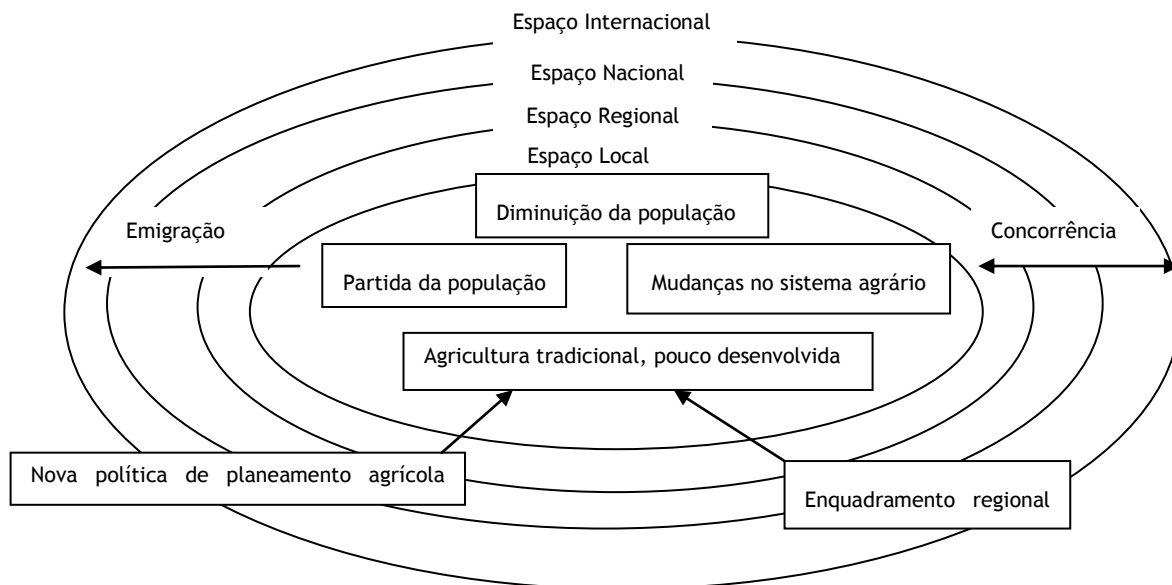 Espaço Internacional
Espaço Nacional
Espaço Regional
Espaço Local
Diminuição da população
Emigração
Concorrência
Partida da população
Mudanças no sistema agrário
Agricultura tradicional, pouco desenvolvida
Nova política de planeamento agrícola
Enquadramento regional